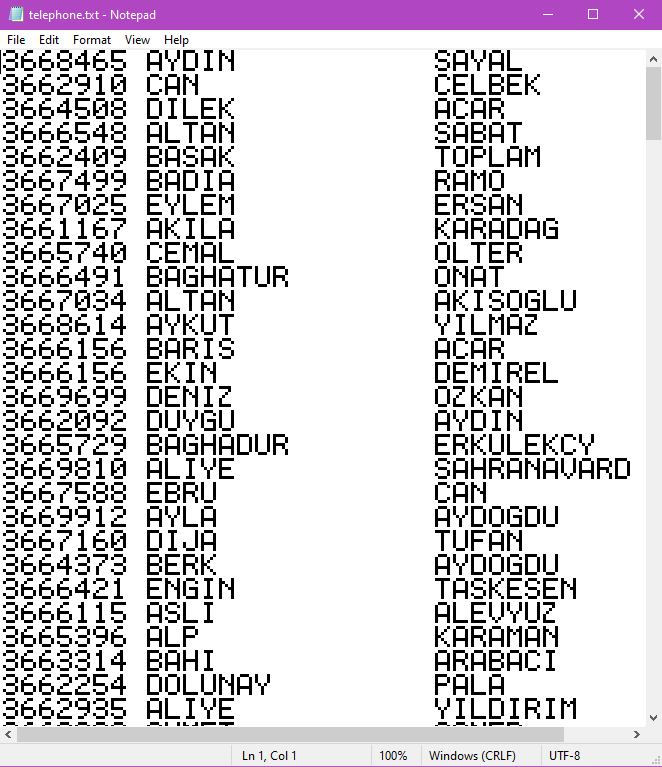 telephone.txt - Notepad
File Edit Format View Help
3668465 AYDIN SAYAL
3662910 CAN CELBEK
3664508 DILEK ACAR
3666548 ALTAN SABAT
3662409 BASAK TOPLAM
3667499 BADIA RAMO
3667025 EYLEM ERSAN
3661167 AKILA KARADAG
3665740 CEMAL OLTER
3666491 BAGHATUR ONAT
3667034 ALTAN AKISOGLU
3668614 AYKUT YILMAZ
3666156 BARIS ACAR
3666156 EKIN DEMIREL
3669699 DENIZ OZKAN
3662092 DUYGU AYDIN
3665729 BAGHADUR ERKULEKCY
3669810 ALIYE SAHRANAVARD
3667588 EBRU CAN
3669912 AYLA AYDOGDU
3667160 DIJA TUFAN
3664373 BERK AYDOGDU
3666421 ENGIN TASKESEN
3666115 ASLI ALEVYUZ
3665396 ALP KARAMAN
3663314 BAHI ARABACI
3662254 DOLUNAY PALA
3662935 ALIYE YILDIRIM
Ln 1, Col 1 100% Windows (CRLF) UTF-8